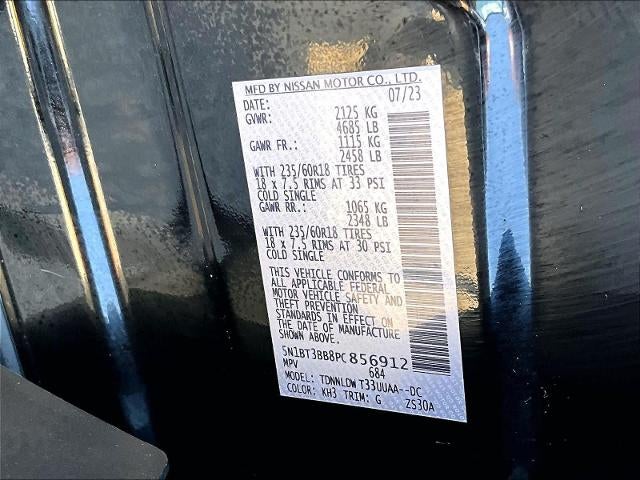 MFD BY NISSAN MOTOR CO., LTD.
DATE: 07/23
GVWR: 2125 KG
4685 LB
GAWR FR.: 1115 KG
2458 LB
WITH 235/60R18 TIRES
18 x 7.5 RIMS AT 33 PSI
COLD SINGLE
GAWR RR.: 1065 KG
2348 LB
WITH 235/60R18 TIRES
18 x 7.5 RIMS AT 30 PSI
COLD SINGLE
THIS VEHICLE CONFORMS TO
ALL APPLICABLE FEDERAL
MOTOR VEHICLE SAFETY AND
THEFT PREVENTION
STANDARDS IN EFFECT ON
THE DATE OF MANUFACTURE
SHOWN ABOVE.
5N1BT3BB8PC856912
MPV 684
MODEL: TDNNLDWT33UUAA--DC
COLOR: KH3 TRIM: G ZS30A